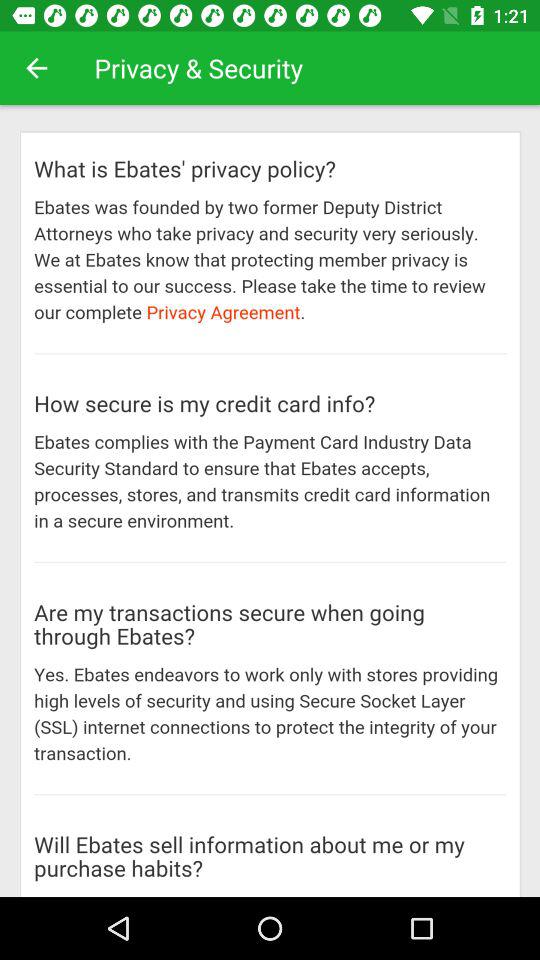 1:21
Privacy & Security
What is Ebates' privacy policy?
Ebates was founded by two former Deputy District
Attorneys who take privacy and security very seriously.
We at Ebates know that protecting member privacy is
essential to our success. Please take the time to review
our complete Privacy Agreement.
How secure is my credit card info?
Ebates complies with the Payment Card Industry Data
Security Standard to ensure that Ebates accepts,
processes, stores, and transmits credit card information
in a secure environment.
Are my transactions secure when going
through Ebates?
Yes. Ebates endeavors to work only with stores providing
high levels of security and using Secure Socket Layer
(SSL) internet connections to protect the integrity of your
transaction.
Will Ebates sell information about me or my
purchase habits?